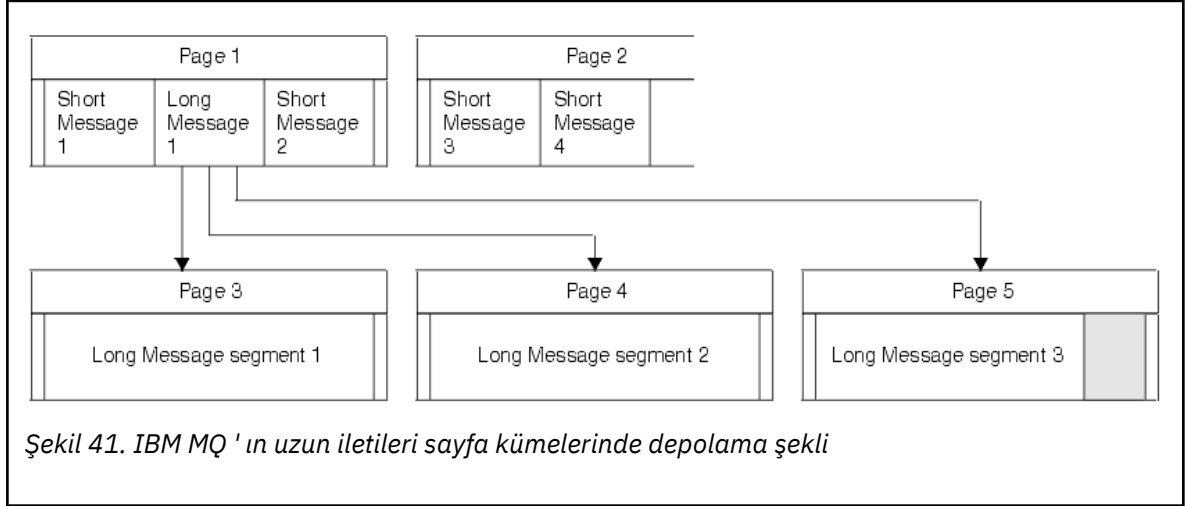 Page 1
Page 2
Short
Message
1
Long
Message
1
Short
Message
2
Short
Message
3
Short
Message
4
Page 3
Page 4
Page 5
Long Message segment 1
Long Message segment 2
Long Message segment 3
Şekil 41. IBM MQ ' ın uzun iletileri sayfa kümelerinde depolama şekli